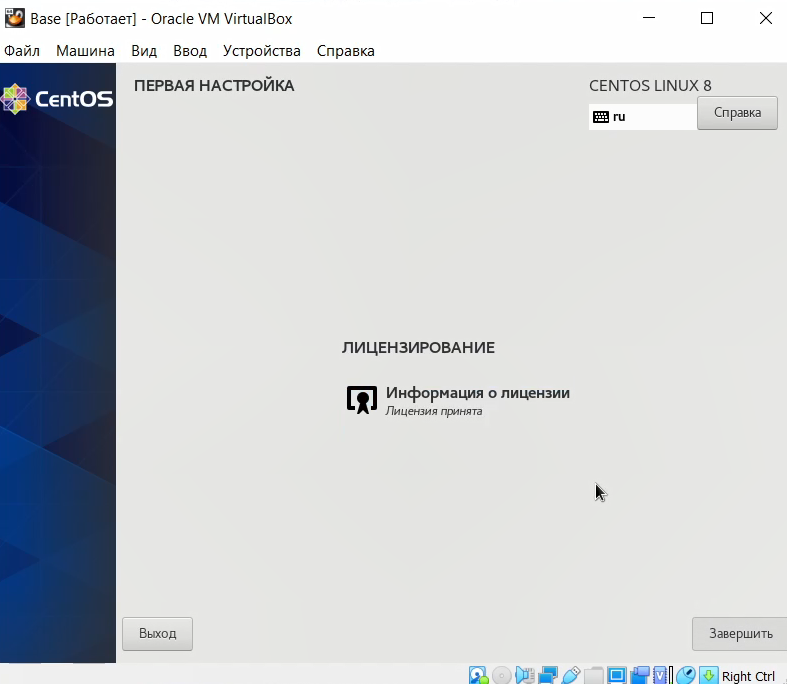 Base [Работает] - Oracle VM VirtualBox
Файл Машина Вид Ввод Устройства Справка
CentOS
ПЕРВАЯ НАСТРОЙКА
CENTOS LINUX 8
ru
Справка
ЛИЦЕНЗИРОВАНИЕ
Информация о лицензии
Лицензия принята
Выход
Завершить
Right Ctrl